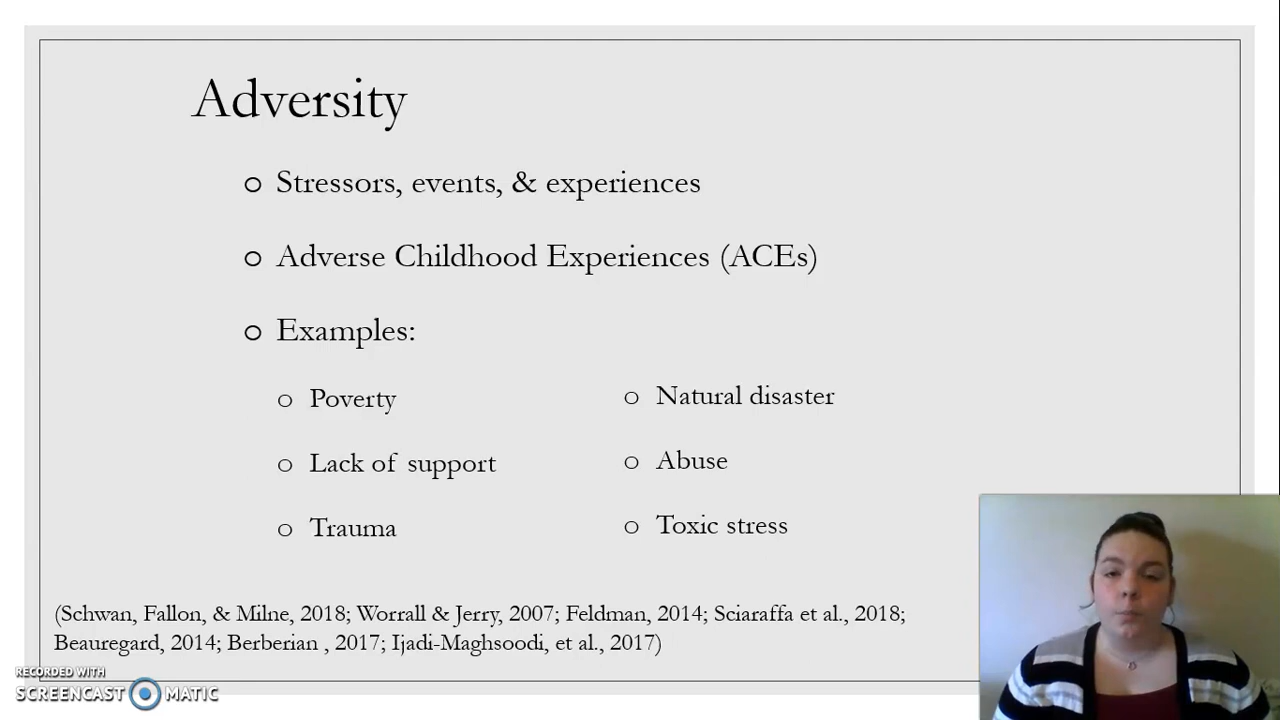 Adversity
o Stressors, events, & experiences
o Adverse Childhood Experiences (ACEs)
o Examples:
o Poverty
o Lack of support
o Trauma
o Natural disaster
o Abuse
o Toxic stress
(Schwan, Fallon, & Milne, 2018; Worrall & Jerry, 2007; Feldman, 2014; Sciaraffa et al., 2018;
Beauregard, 2014; Berberian , 2017; Ijadi-Maghsoodi, et al., 2017)
RECORDED WITH
SCREENCAST MATIC